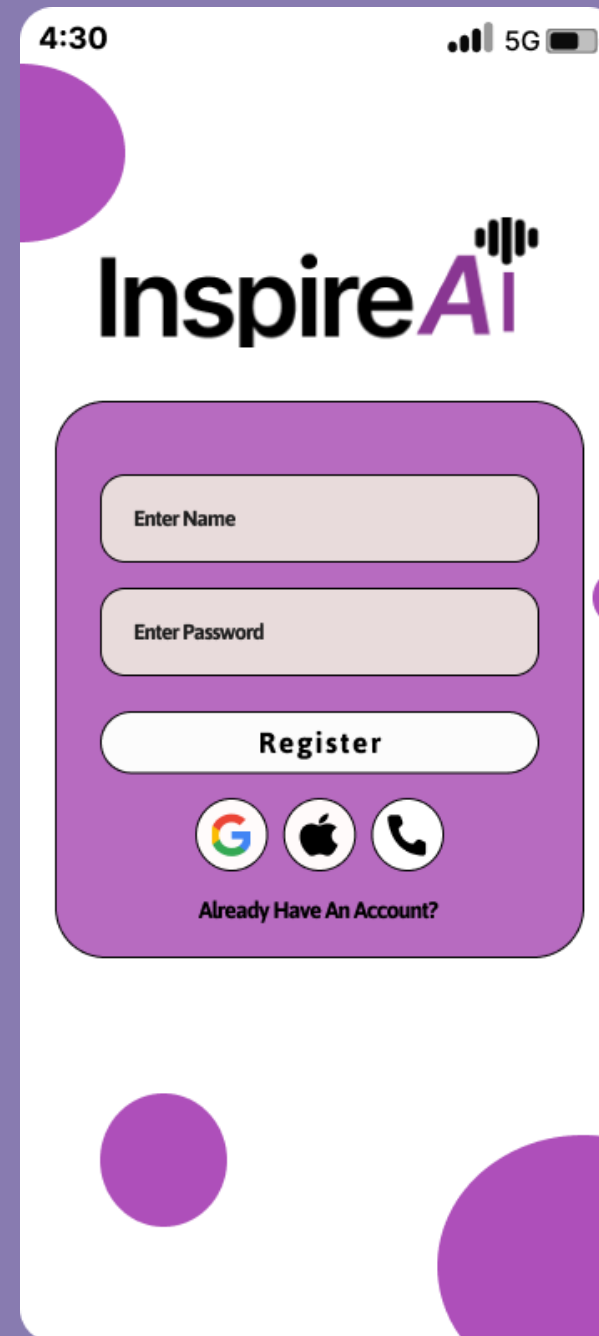 4:30 5G
InspireAi
Enter Name
Enter Password
Register
Already Have An Account?